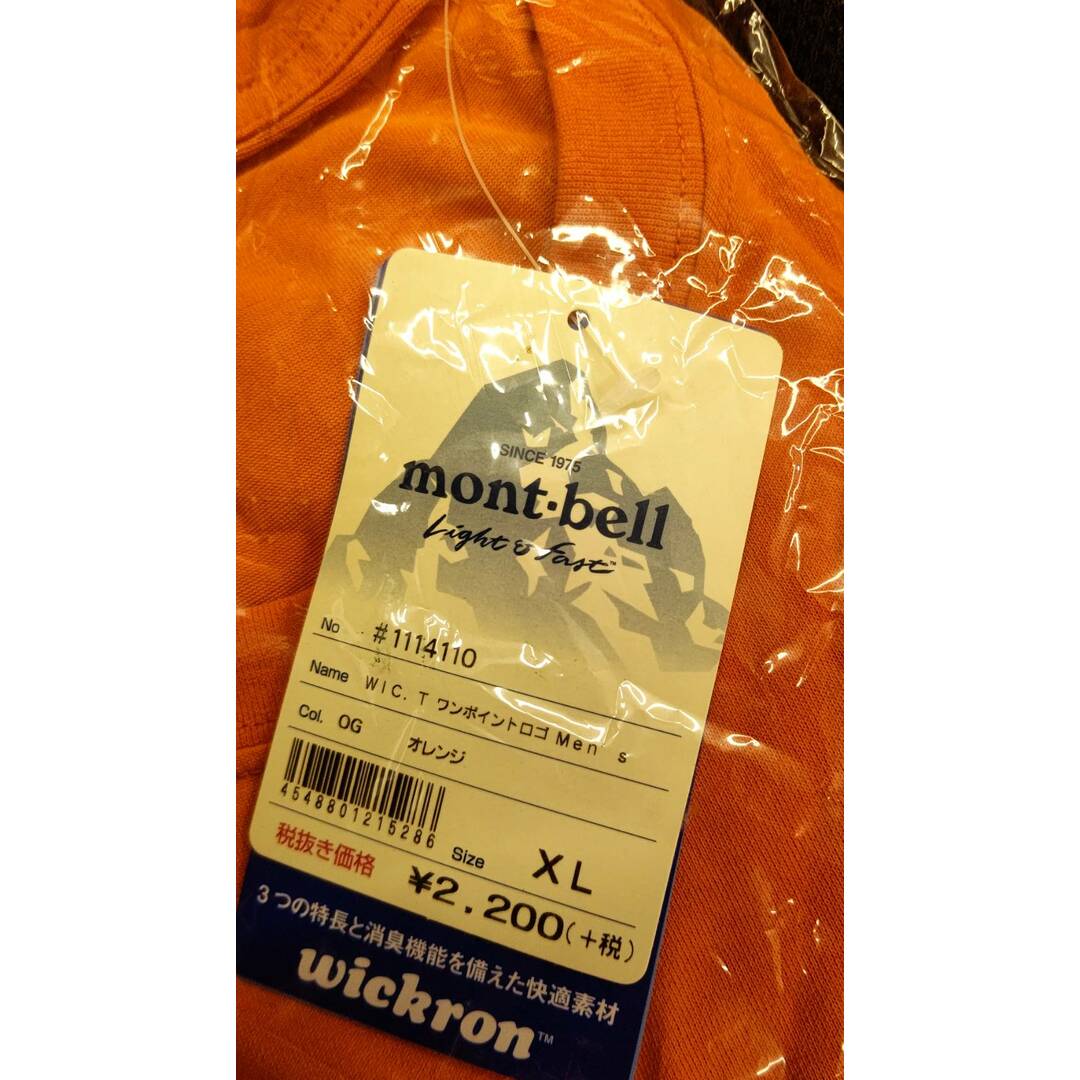 SINCE 1975
mont·bell
Light & Fast™
No #1114110
Name WIC. T ワンポイントロゴ Men s
Col. OG オレンジ
4548801215286
Size XL
税抜き価格 ¥2,200(+税)
3つの特長と消臭機能を備えた快適素材
wickron™